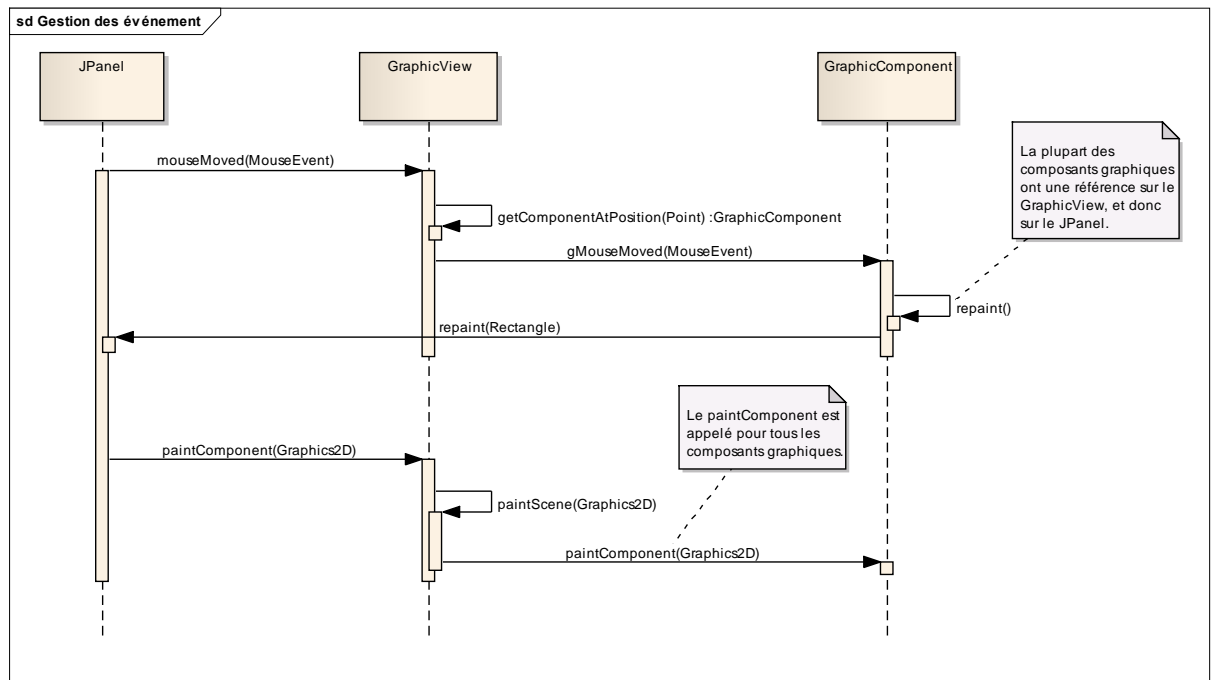 sd Gestion des événement
JPanel
GraphicView
GraphicComponent
La plupart des
composants graphiques
ont une référence sur le
GraphicView, et donc
sur le JPanel.
mouseMoved(MouseEvent)
getComponentAtPosition(Point) :GraphicComponent
gMouseMoved(MouseEvent)
repaint()
repaint(Rectangle)
Le paintComponent est
appelé pour tous les
composants graphiques.
paintComponent(Graphics2D)
paintScene(Graphics2D)
paintComponent(Graphics2D)